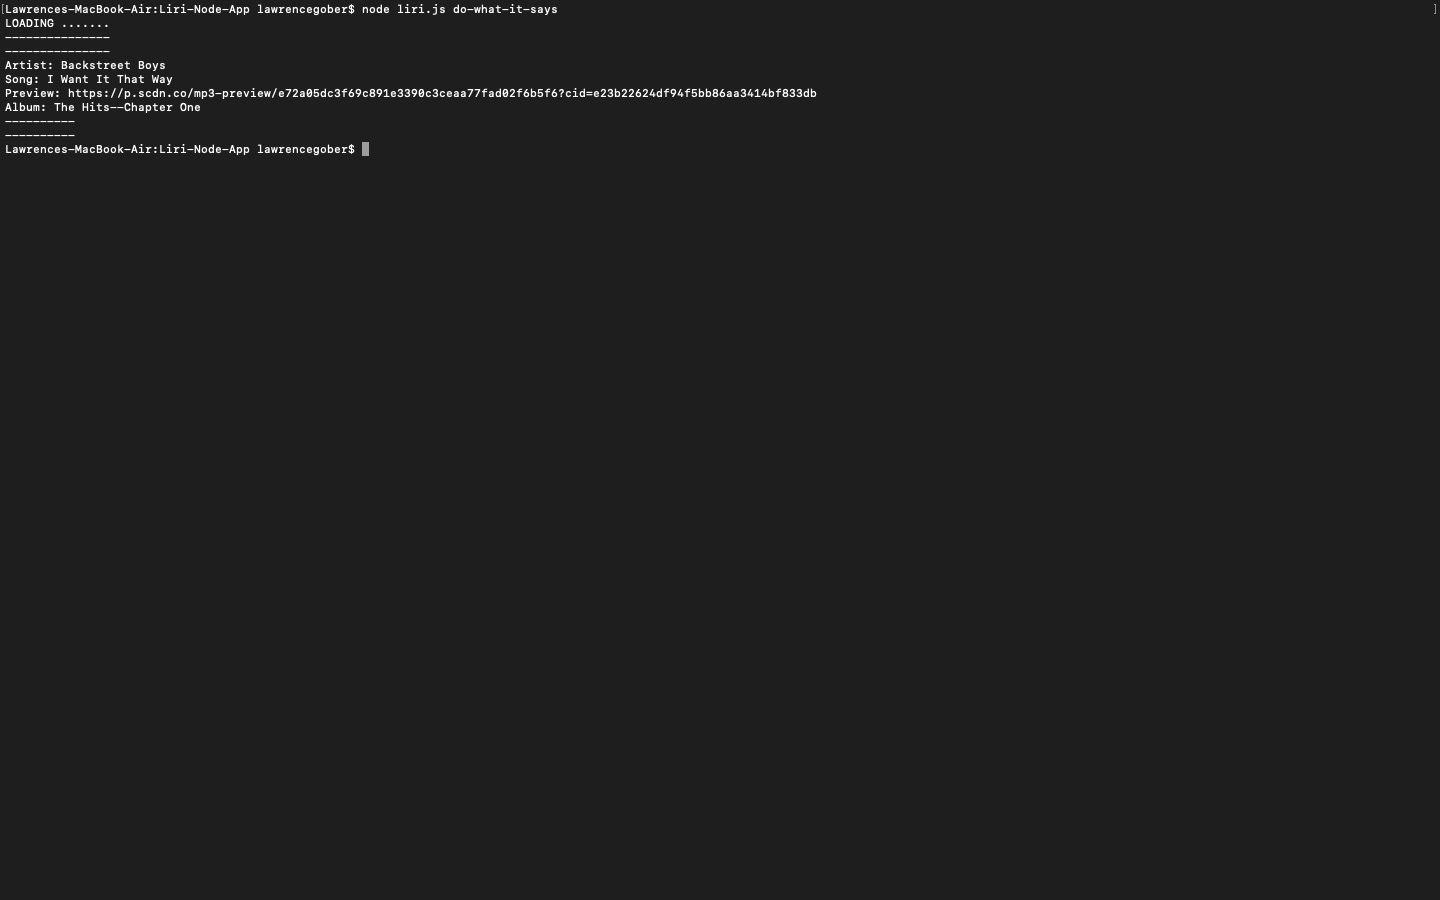 [Lawrences-MacBook-Air:Liri-Node-App lawrencegober$ node liri.js do-what-it-says ]
LOADING .......
---------------
---------------
Artist: Backstreet Boys
Song: I Want It That Way
Preview: https://p.scdn.co/mp3-preview/e72a05dc3f69c891e3390c3ceaa77fad02f6b5f6?cid=e23b22624df94f5bb86aa3414bf833db
Album: The Hits--Chapter One
----------
----------
Lawrences-MacBook-Air:Liri-Node-App lawrencegober$